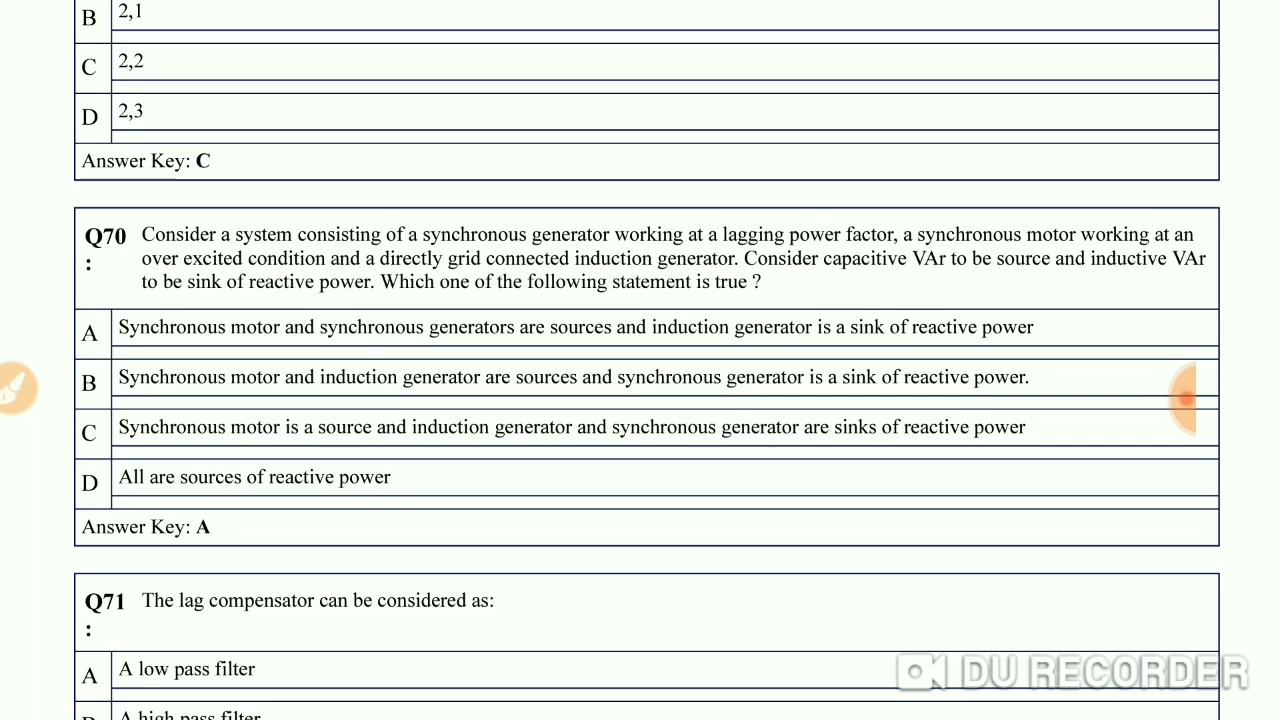 B 2,1
C 2,2
D 2,3
Answer Key: C
Q70 Consider a system consisting of a synchronous generator working at a lagging power factor, a synchronous motor working at an
: over excited condition and a directly grid connected induction generator. Consider capacitive VAr to be source and inductive VAr
to be sink of reactive power. Which one of the following statement is true ?
A Synchronous motor and synchronous generators are sources and induction generator is a sink of reactive power
B Synchronous motor and induction generator are sources and synchronous generator is a sink of reactive power.
C Synchronous motor is a source and induction generator and synchronous generator are sinks of reactive power
D All are sources of reactive power
Answer Key: A
Q71 The lag compensator can be considered as:
:
A A low pass filter
B A high pass filter
DU RECORDER